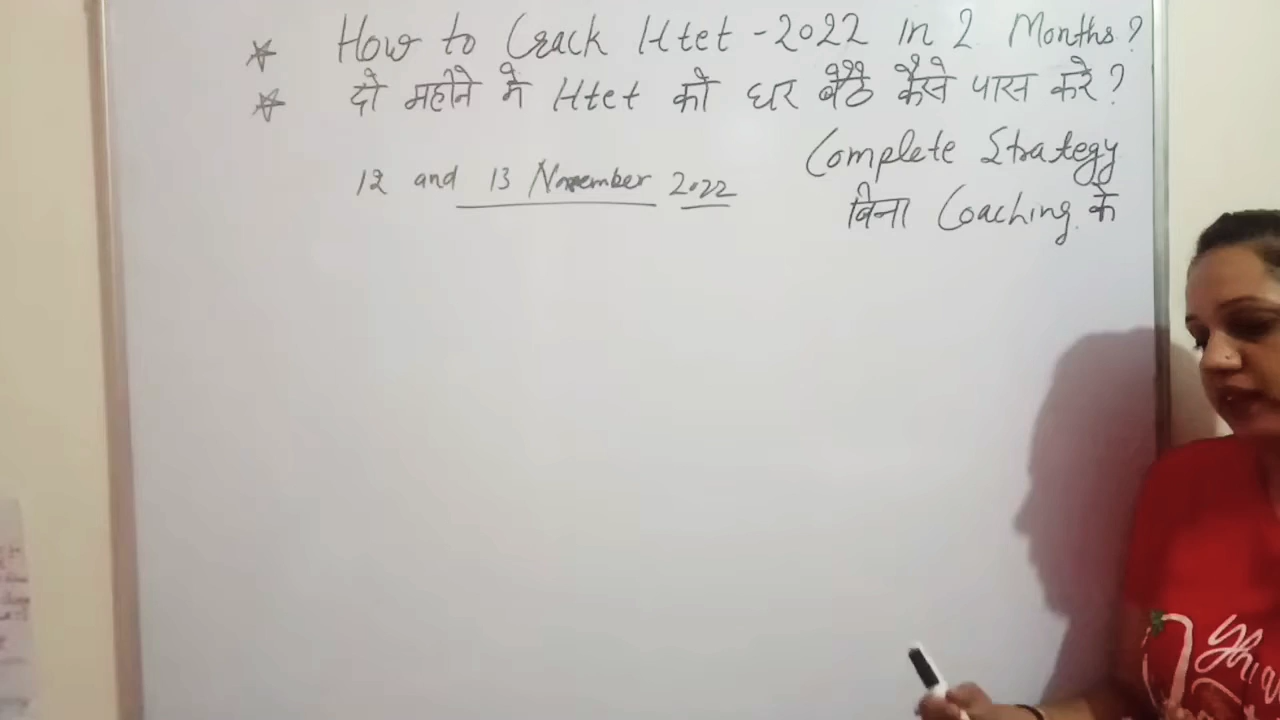 How to Crack Htet - 2022 in 2 Months?
दो महीने मे Htet को घर बैठे कैसे पास करे?
Complete Strategy
12 and 13 November 2022
बिना Coaching के